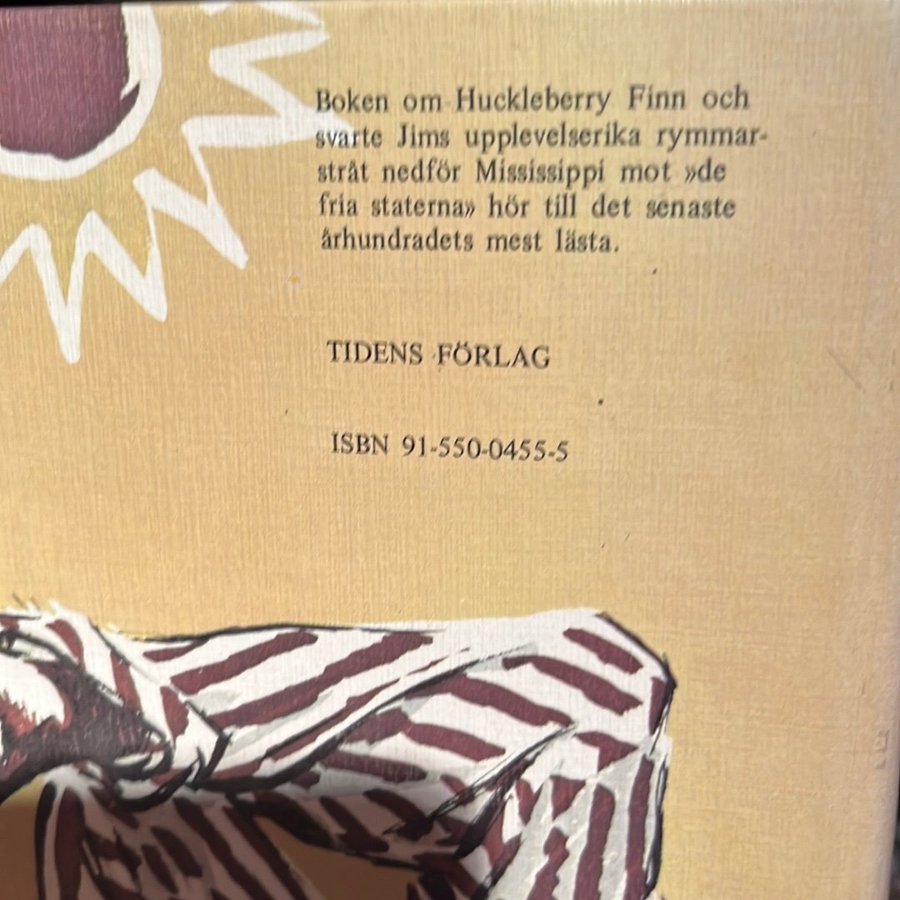 Boken om Huckleberry Finn och
svarte Jims upplevelserika rymmar-
stråt nedför Mississippi mot »de
fria staterna» hör till det senaste
århundradets mest lästa.
TIDENS FÖRLAG
ISBN 91-550-0455-5